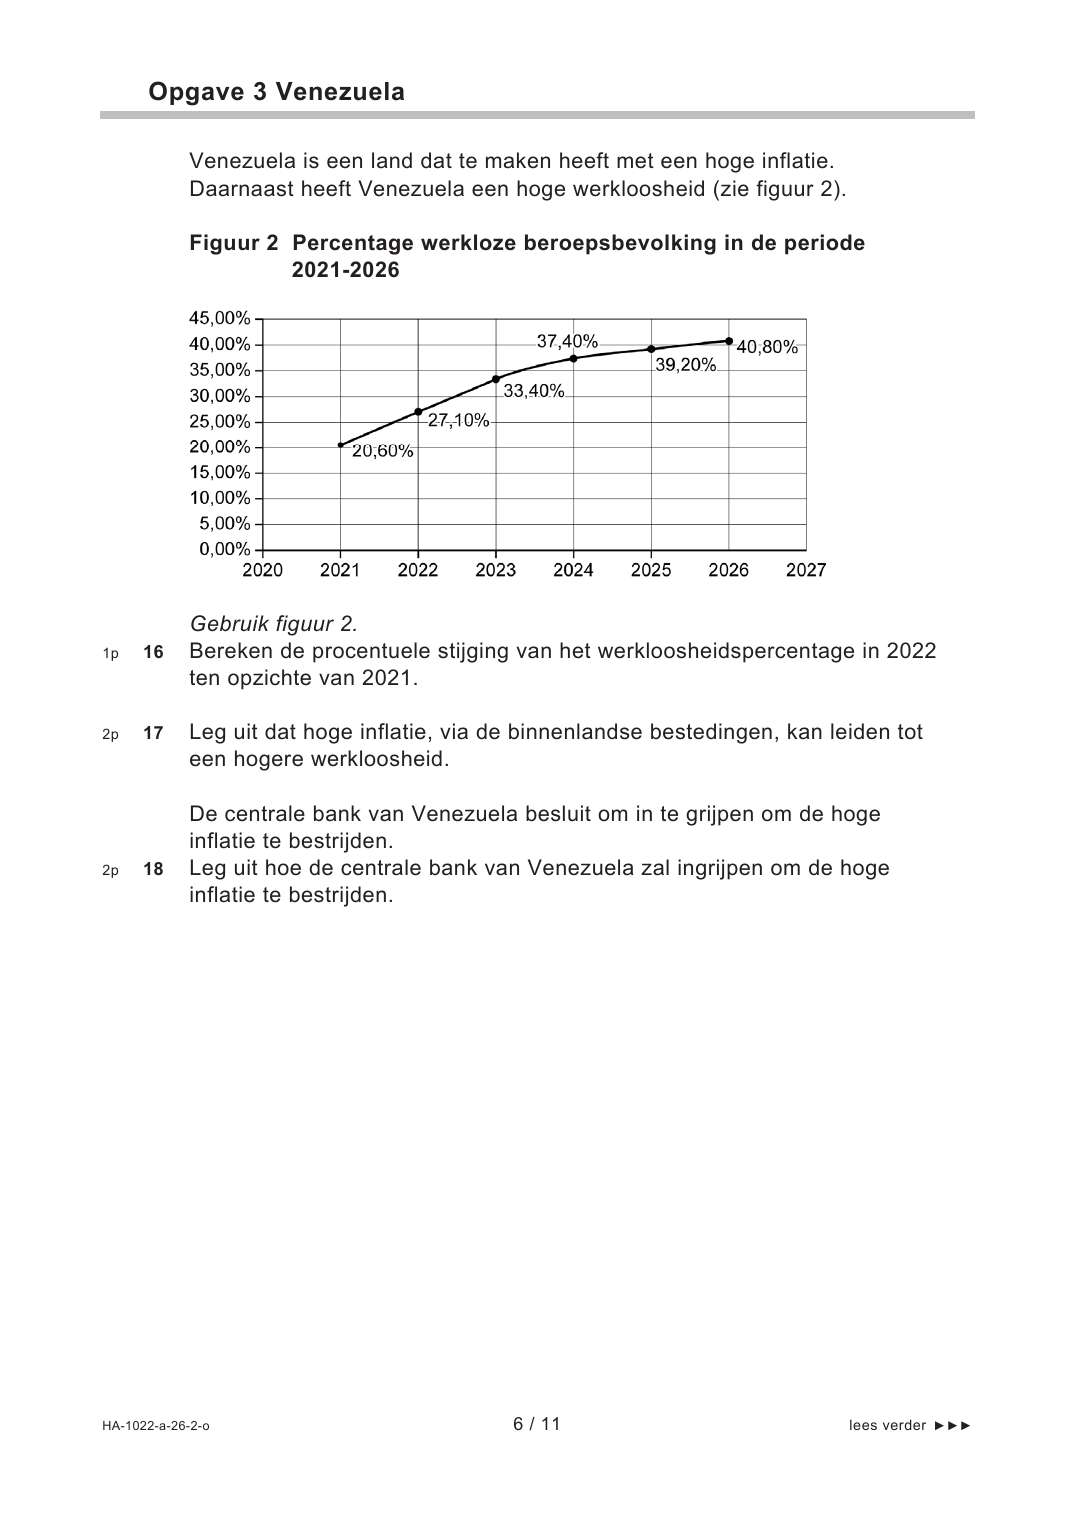 Opgave 3 Venezuela
Venezuela is een land dat te maken heeft met een hoge inflatie.
Daarnaast heeft Venezuela een hoge werkloosheid (zie figuur 2).
Figuur 2 Percentage werkloze beroepsbevolking in de periode
2021-2026
45,00%
40,00%
35,00%
30,00%
25,00%
20,00%
15,00%
10,00%
5,00%
0,00%
20,60%
27,10%
33,40%
37,40%
39,20%
40,80%
2020 2021 2022 2023 2024 2025 2026 2027
Gebruik figuur 2.
1p 16 Bereken de procentuele stijging van het werkloosheidspercentage in 2022
ten opzichte van 2021.
2p 17 Leg uit dat hoge inflatie, via de binnenlandse bestedingen, kan leiden tot
een hogere werkloosheid.
De centrale bank van Venezuela besluit om in te grijpen om de hoge
inflatie te bestrijden.
2p 18 Leg uit hoe de centrale bank van Venezuela zal ingrijpen om de hoge
inflatie te bestrijden.
HA-1022-a-26-2-o 6 / 11 lees verder ►►►